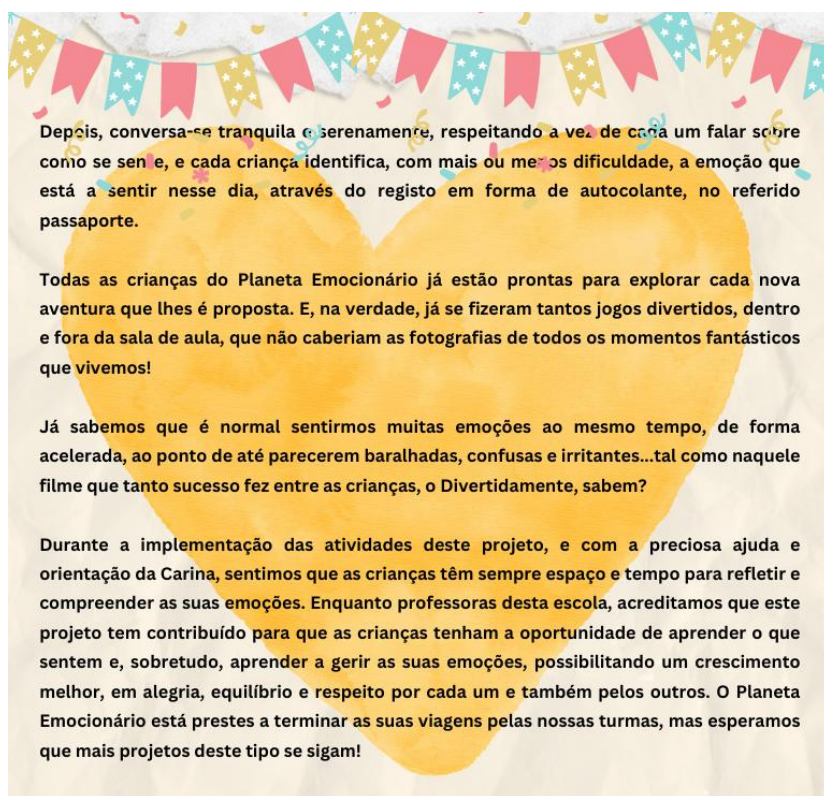 Depois, conversa-se tranquila e serenamente, respeitando a vez de cada um falar sobre
como se sente, e cada criança identifica, com mais ou menos dificuldade, a emoção que
está a sentir nesse dia, através do registo em forma de autocolante, no referido
passaporte.
Todas as crianças do Planeta Emocionário já estão prontas para explorar cada nova
aventura que lhes é proposta. E, na verdade, já se fizeram tantos jogos divertidos, dentro
e fora da sala de aula, que não caberiam as fotografias de todos os momentos fantásticos
que vivemos!
Já sabemos que é normal sentirmos muitas emoções ao mesmo tempo, de forma
acelerada, ao ponto de até parecerem baralhadas, confusas e irritantes...tal como naquele
filme que tanto sucesso fez entre as crianças, o Divertidamente, sabem?
Durante a implementação das atividades deste projeto, e com a preciosa ajuda e
orientação da Carina, sentimos que as crianças têm sempre espaço e tempo para refletir e
compreender as suas emoções. Enquanto professoras desta escola, acreditamos que este
projeto tem contribuído para que as crianças tenham a oportunidade de aprender o que
sentem e, sobretudo, aprender a gerir as suas emoções, possibilitando um crescimento
melhor, em alegria, equilíbrio e respeito por cada um e também pelos outros. O Planeta
Emocionário está prestes a terminar as suas viagens pelas nossas turmas, mas esperamos
que mais projetos deste tipo se sigam!